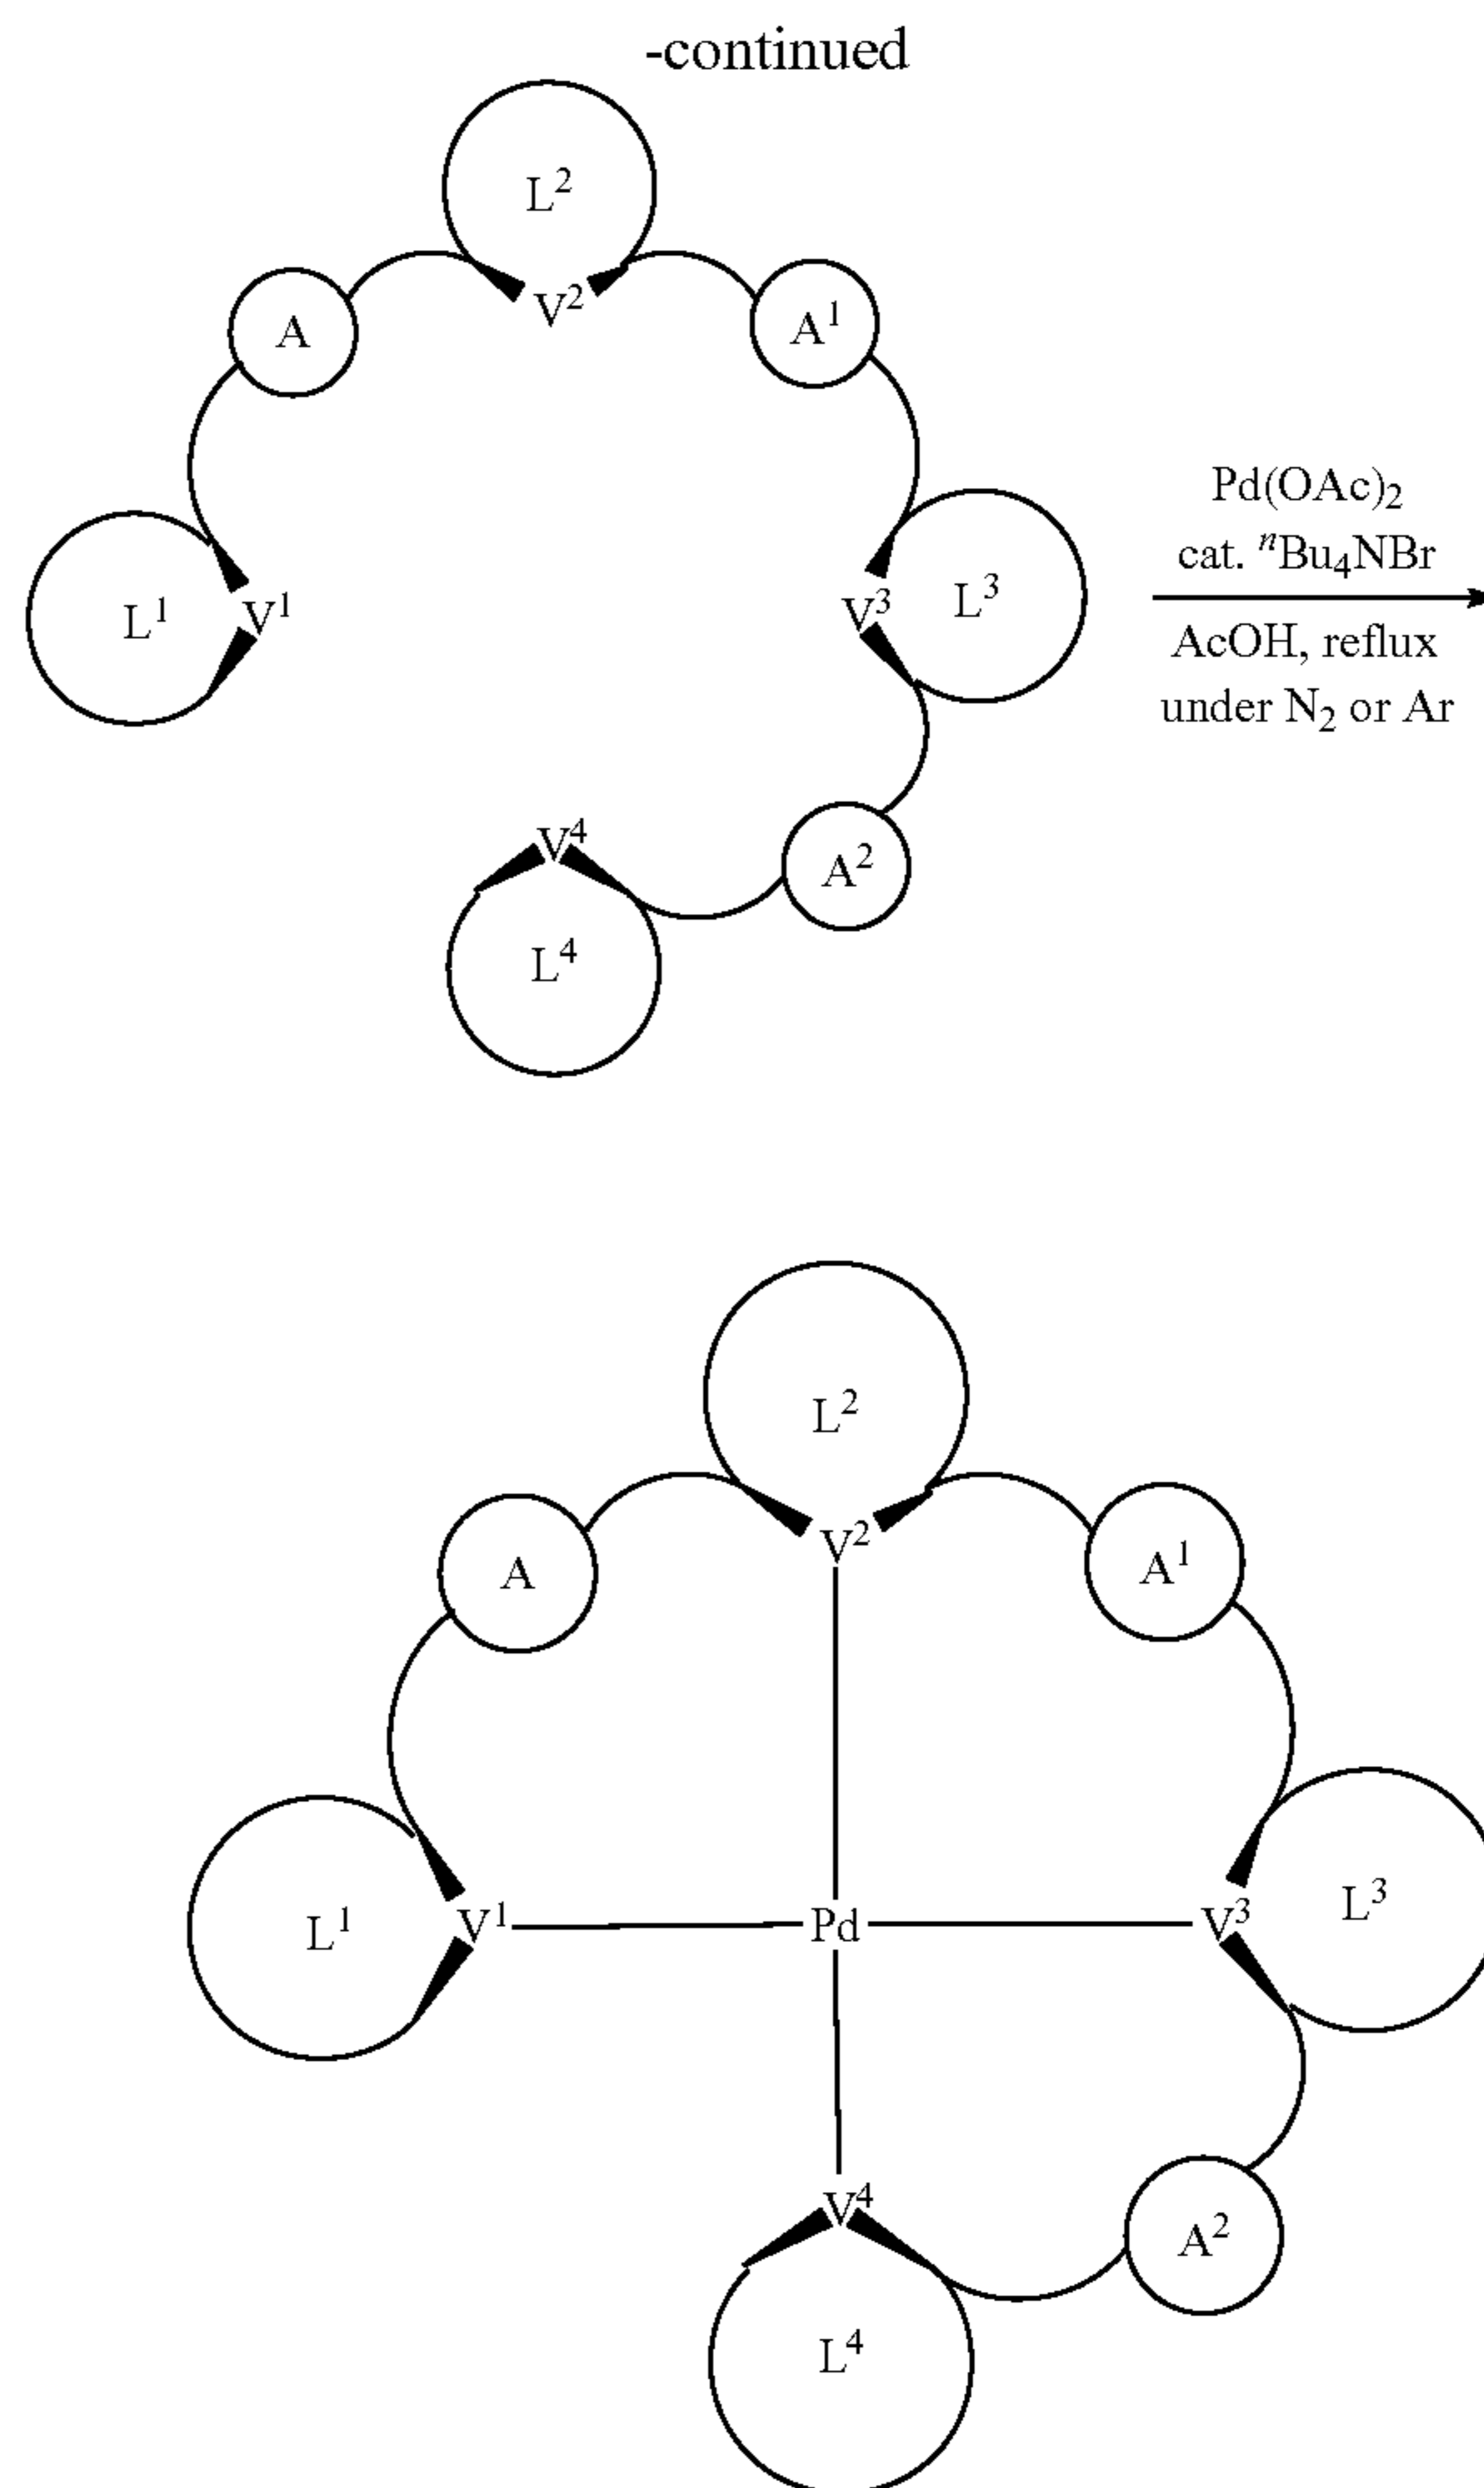 -continued
L²
A
V²
A¹
Pd(OAc)₂
cat. ⁿBu₄NBr
L¹
V¹
V³
L³
AcOH, reflux
under N₂ or Ar
V⁴
A²
L⁴
L²
V²
A
A¹
L¹
V¹
Pd
V³
L³
V⁴
A²
L⁴